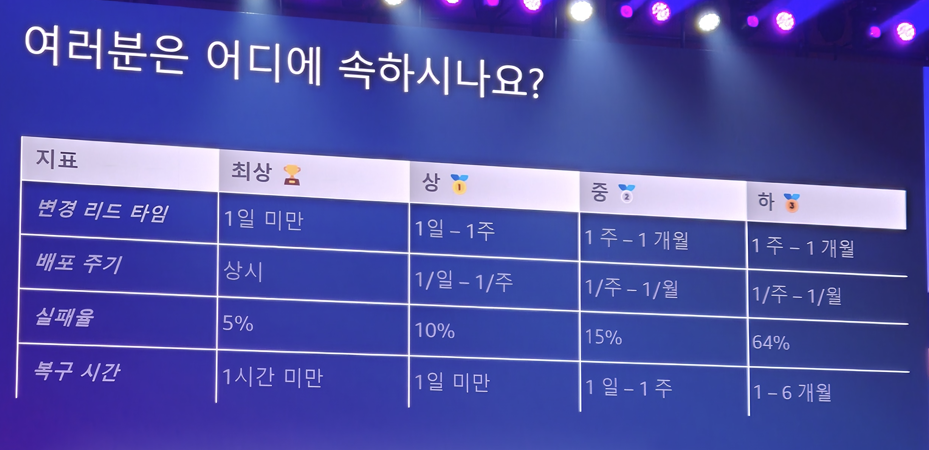 여러분은 어디에 속하시나요?
지표 최상 상 1 중 2 하 3
변경 리드 타임 1일 미만 1일 – 1주 1 주 – 1 개월 1 주 – 1 개월
배포 주기 상시 1/일 – 1/주 1/주 – 1/월 1/주 – 1/월
실패율 5% 10% 15% 64%
복구 시간 1시간 미만 1일 미만 1 일 – 1 주 1 – 6 개월